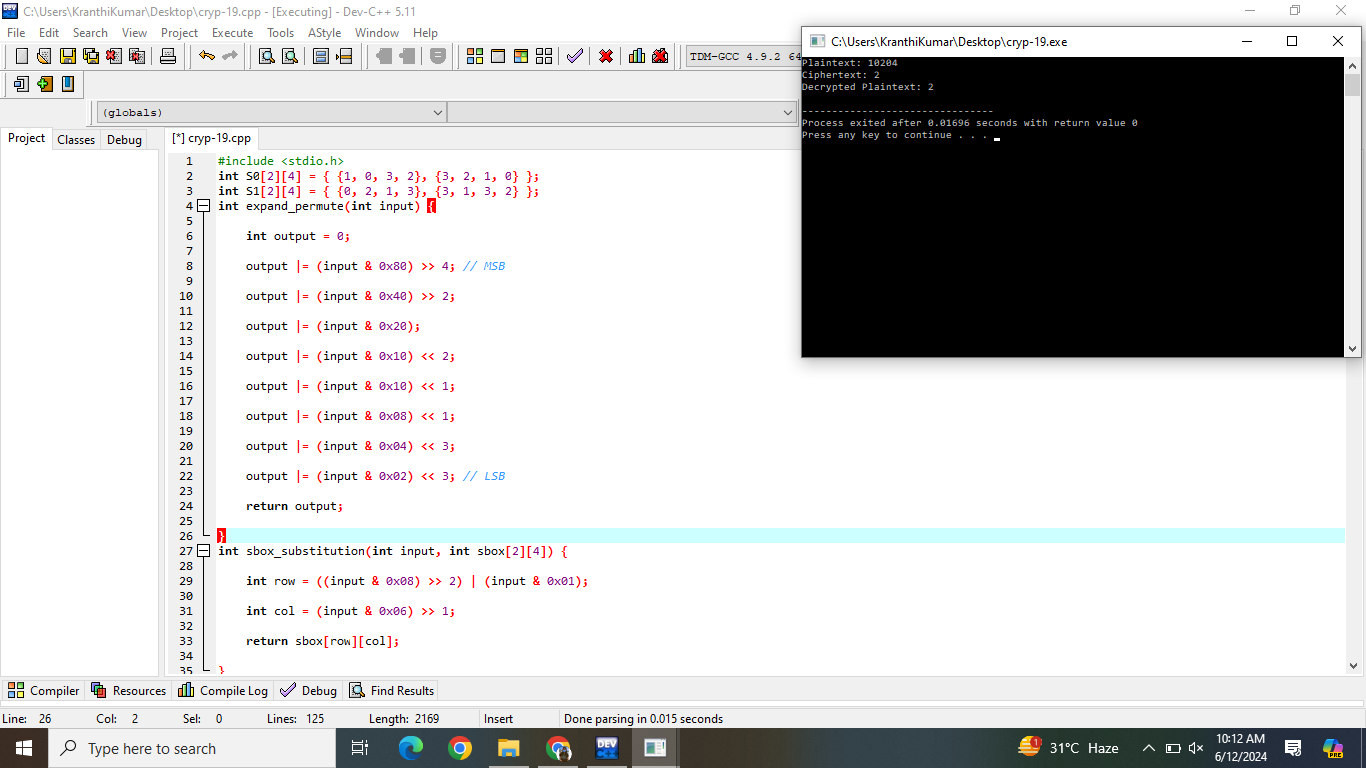 C:\Users\KranthiKumar\Desktop\cryp-19.cpp - [Executing] - Dev-C++ 5.11
File Edit Search View Project Execute Tools AStyle Window Help
TDM-GCC 4.9.2 64
(globals)
Project Classes Debug
[*] cryp-19.cpp
1 #include <stdio.h>
2 int S0[2][4] = { {1, 0, 3, 2}, {3, 2, 1, 0} };
3 int S1[2][4] = { {0, 2, 1, 3}, {3, 1, 3, 2} };
4 int expand_permute(int input) {
5
6 int output = 0;
7
8 output |= (input & 0x80) >> 4; // MSB
9
10 output |= (input & 0x40) >> 2;
11
12 output |= (input & 0x20);
13
14 output |= (input & 0x10) << 2;
15
16 output |= (input & 0x10) << 1;
17
18 output |= (input & 0x08) << 1;
19
20 output |= (input & 0x04) << 3;
21
22 output |= (input & 0x02) << 3; // LSB
23
24 return output;
25
26 }
27 int sbox_substitution(int input, int sbox[2][4]) {
28
29 int row = ((input & 0x08) >> 2) | (input & 0x01);
30
31 int col = (input & 0x06) >> 1;
32
33 return sbox[row][col];
34
35 }
C:\Users\KranthiKumar\Desktop\cryp-19.exe
Plaintext: 10204
Ciphertext: 2
Decrypted Plaintext: 2
--------------------------------
Process exited after 0.01696 seconds with return value 0
Press any key to continue . . .
Compiler Resources Compile Log Debug Find Results
Line: 26 Col: 2 Sel: 0 Lines: 125 Length: 2169 Insert Done parsing in 0.015 seconds
Type here to search
DEV
1
31°C Haze
10:12 AM
6/12/2024
PRE